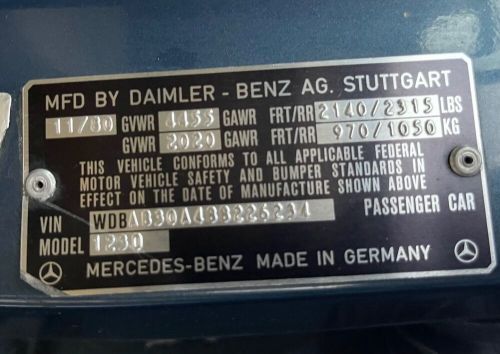 MFD BY DAIMLER - BENZ AG. STUTTGART
11/80 GVWR 4455 GAWR FRT/RR 2140/2315 LBS
GVWR 2020 GAWR FRT/RR 970/1050 KG
THIS VEHICLE CONFORMS TO ALL APPLICABLE FEDERAL
MOTOR VEHICLE SAFETY AND BUMPER STANDARDS IN
EFFECT ON THE DATE OF MANUFACTURE SHOWN ABOVE
VIN WDBAB30A4BB226234 PASSENGER CAR
MODEL 1230
MERCEDES-BENZ MADE IN GERMANY